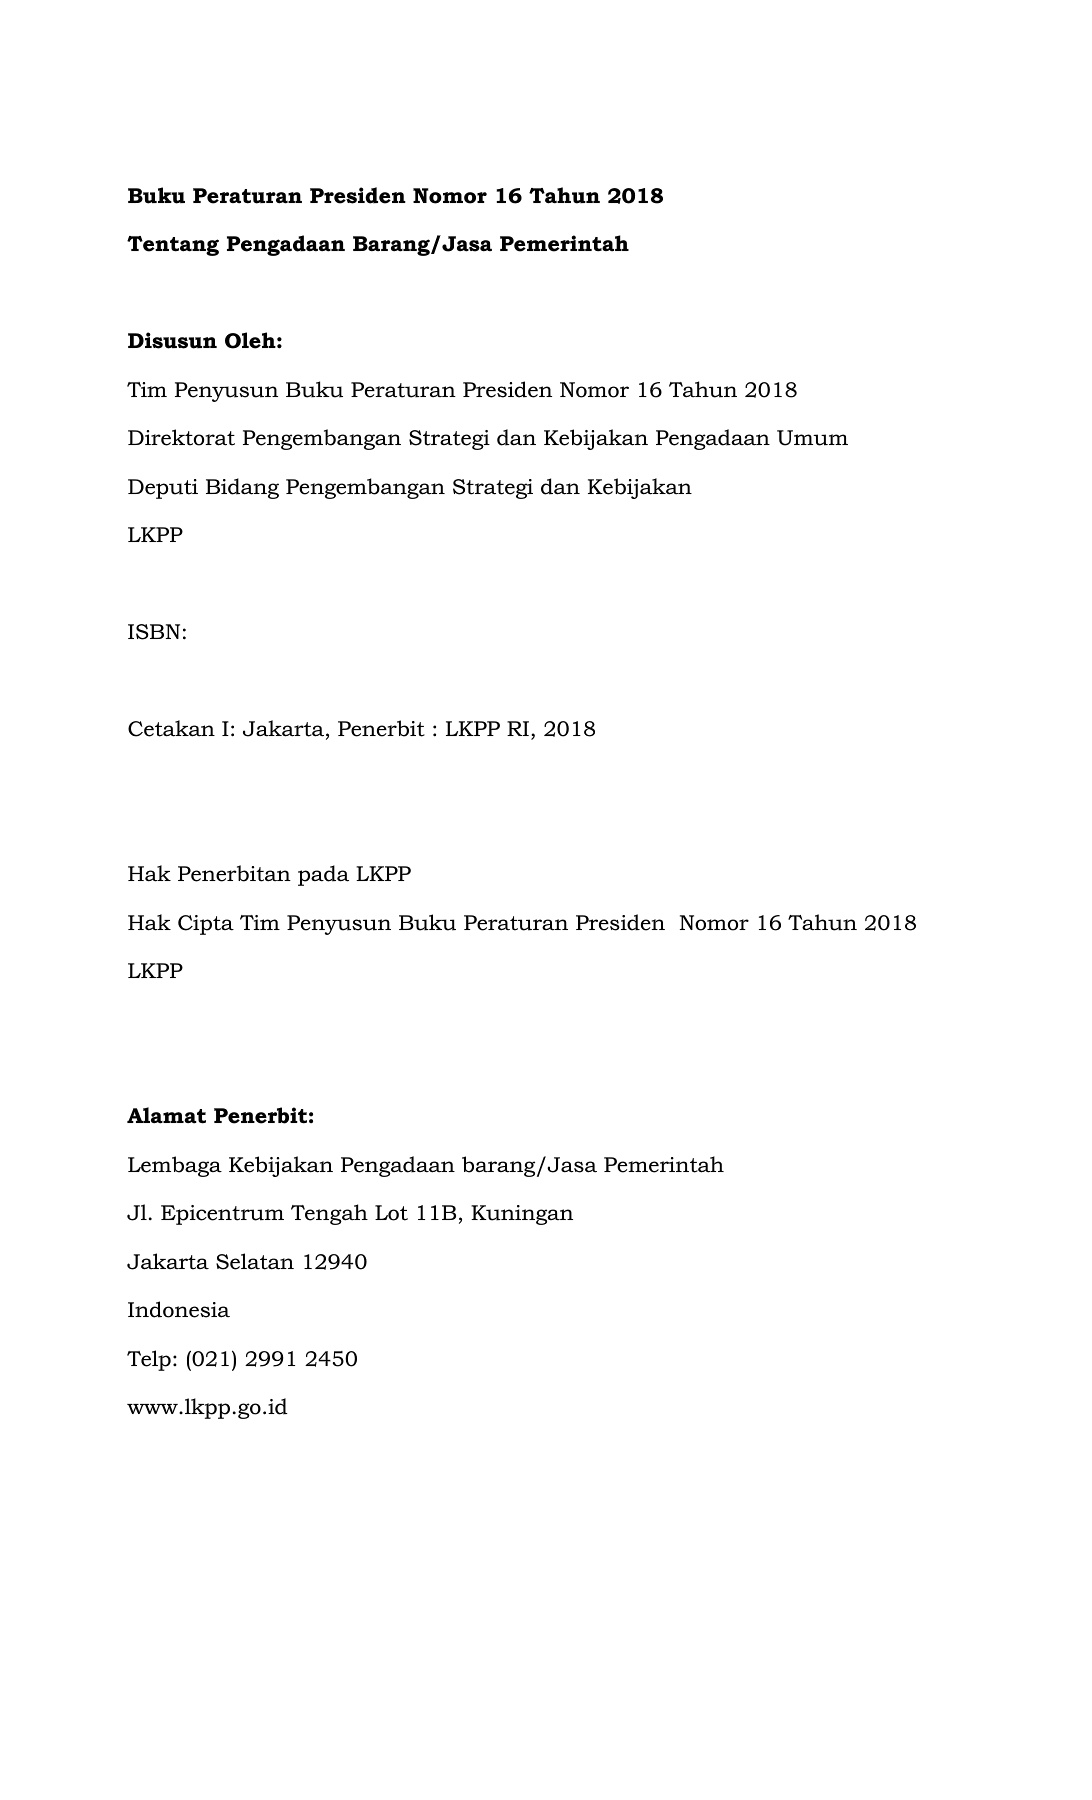 Buku Peraturan Presiden Nomor 16 Tahun 2018
Tentang Pengadaan Barang/Jasa Pemerintah
Disusun Oleh:
Tim Penyusun Buku Peraturan Presiden Nomor 16 Tahun 2018
Direktorat Pengembangan Strategi dan Kebijakan Pengadaan Umum
Deputi Bidang Pengembangan Strategi dan Kebijakan
LKPP
ISBN:
Cetakan I: Jakarta, Penerbit : LKPP RI, 2018
Hak Penerbitan pada LKPP
Hak Cipta Tim Penyusun Buku Peraturan Presiden  Nomor 16 Tahun 2018
LKPP
Alamat Penerbit:
Lembaga Kebijakan Pengadaan barang/Jasa Pemerintah
Jl. Epicentrum Tengah Lot 11B, Kuningan
Jakarta Selatan 12940
Indonesia
Telp: (021) 2991 2450
www.lkpp.go.id